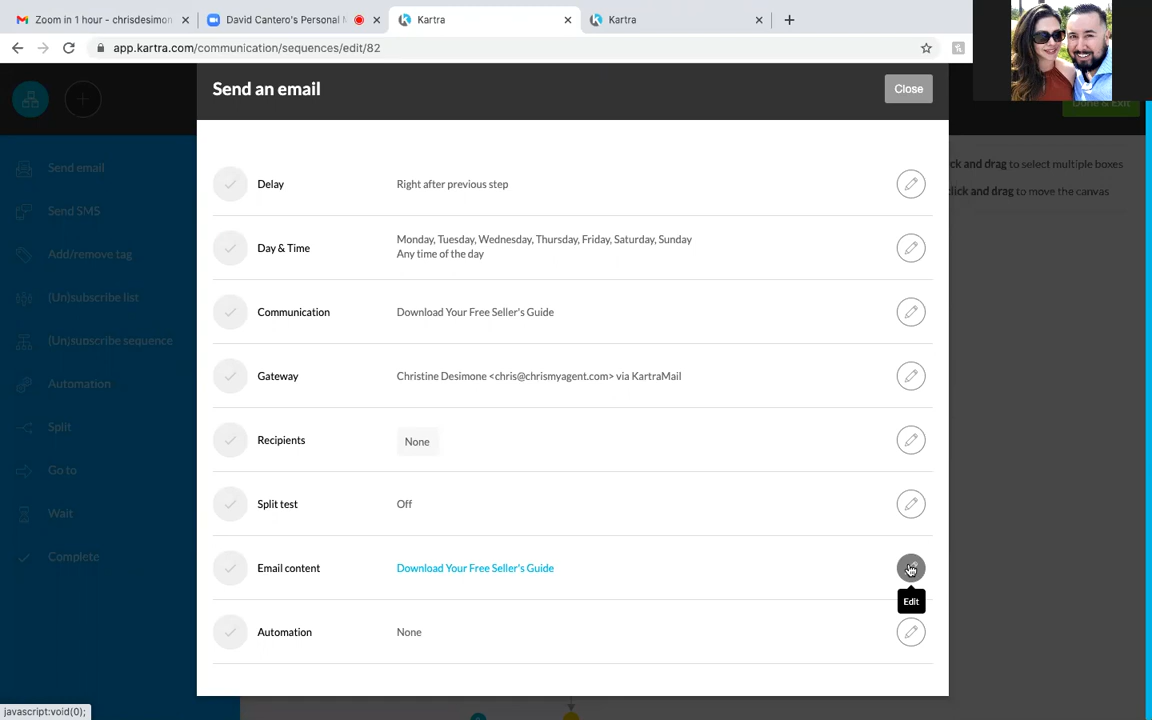 Zoom in 1 hour - chrisdesimon
David Cantero's Personal M
Kartra
Kartra
app.kartra.com/communication/sequences/edit/82
Send an email
Close
Done & Exit
Send email
Send SMS
Add/remove tag
(Un)subscribe list
(Un)subscribe sequence
Automation
Split
Go to
Wait
Complete
ck and drag to select multiple boxes
lick and drag to move the canvas
Delay
Right after previous step
Day & Time
Monday, Tuesday, Wednesday, Thursday, Friday, Saturday, Sunday
Any time of the day
Communication
Download Your Free Seller's Guide
Gateway
Christine Desimone <chris@chrismyagent.com> via KartraMail
Recipients
None
Split test
Off
Email content
Download Your Free Seller's Guide
Edit
Automation
None
javascript:void(0);